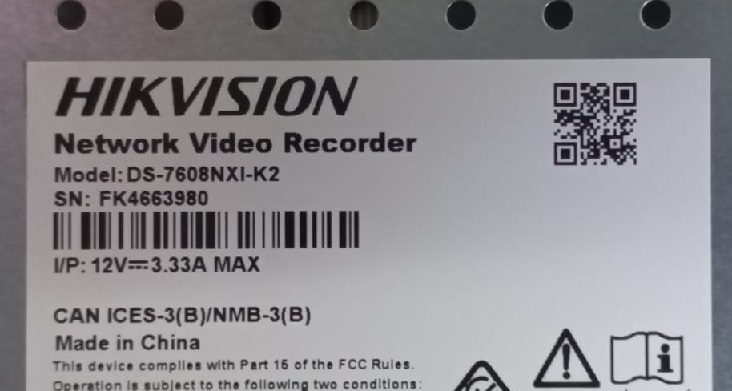 HIKVISION
Network Video Recorder
Model: DS-7608NXI-K2
SN: FK4663980
I/P: 12V⎓3.33A MAX
CAN ICES-3(B)/NMB-3(B)
Made in China
This device complies with Part 15 of the FCC Rules.
Operation is subject to the following two conditions: